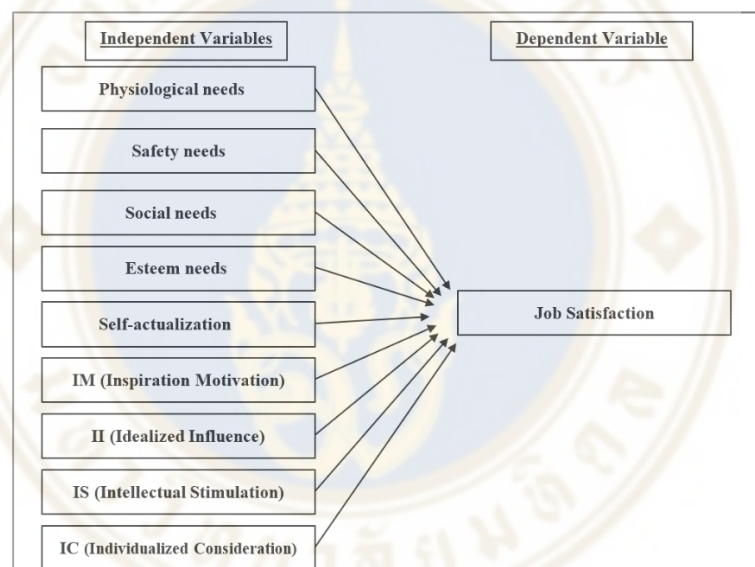 Independent Variables
Dependent Variable
Physiological needs
Safety needs
Social needs
Esteem needs
Self-actualization
Job Satisfaction
IM (Inspiration Motivation)
II (Idealized Influence)
IS (Intellectual Stimulation)
IC (Individualized Consideration)